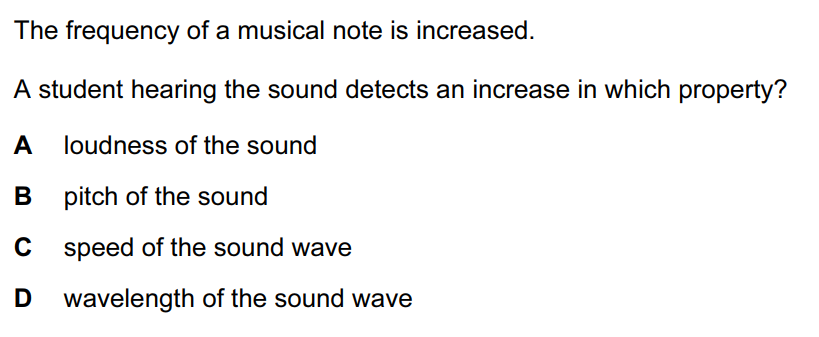 The frequency of a musical note is increased.
A student hearing the sound detects an increase in which property?
A loudness of the sound
B pitch of the sound
C speed of the sound wave
D wavelength of the sound wave